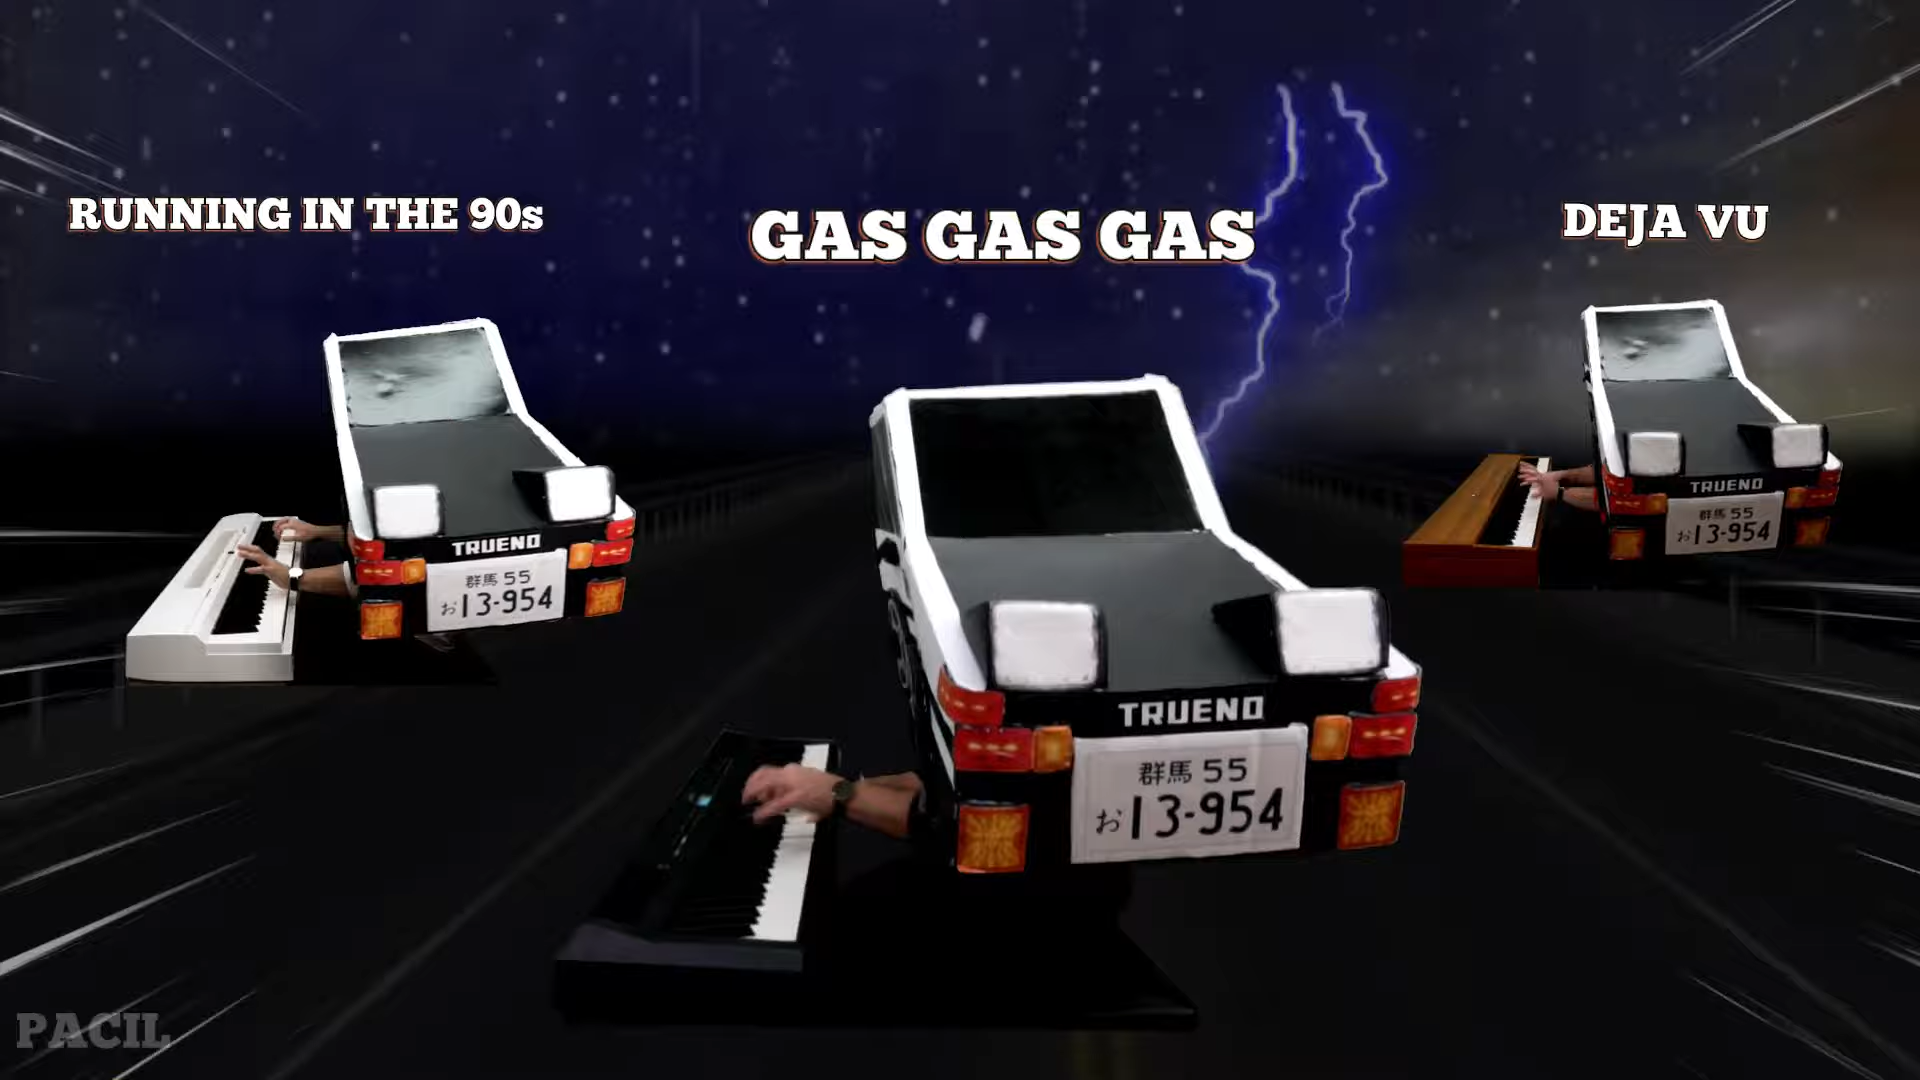 RUNNING IN THE 90s
GAS GAS GAS
DEJA VU
TRUENO
群馬 55
お 13-954
TRUENO
群馬 55
お 13-954
TRUENO
群馬 55
お 13-954
PACIL